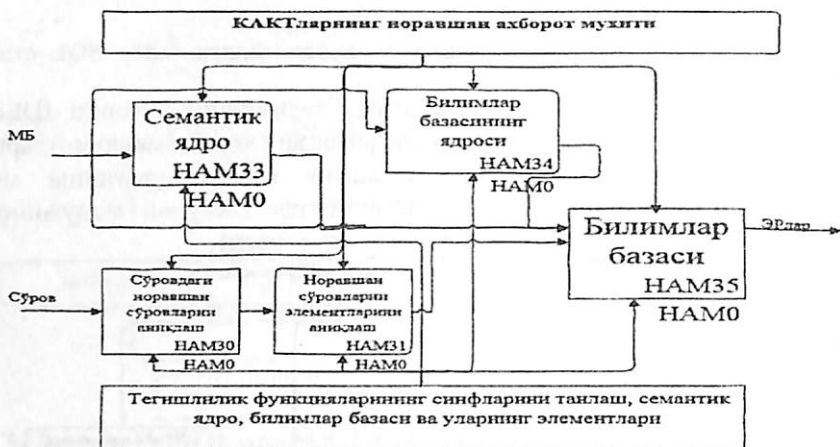 КАКТларнинг норавшан ахборот мухити
МБ
Семантик
ядро
НАМ33
НАМ0
Билимлар
базасининг
ядроси
НАМ34
НАМ0
Билимлар
базаси
НАМ35
НАМ0
ЭРлар
Сўров
Сўровдаги
норавшан
сўровларни
аниқлаш
НАМ30
НАМ0
Норавшан
сўровларни
элементларини
аниқлаш
НАМ31
НАМ0
Тегишлилик функцияларининг синфларини танлаш, семантик
ядро, билимлар базаси ва уларнинг элементлари